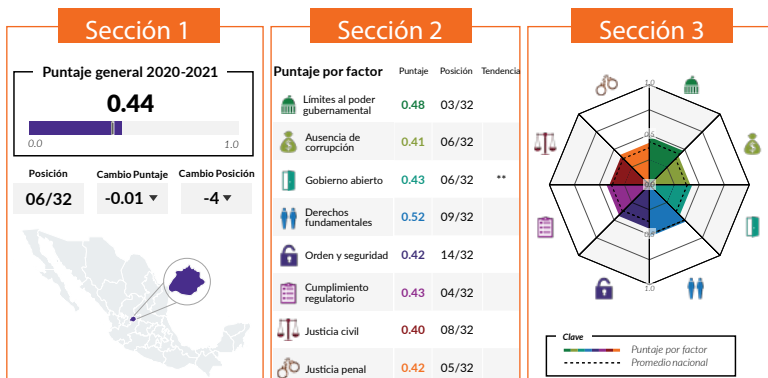 Sección 1
Puntaje general 2020-2021
0.44
0.0
1.0
Posición
Cambio Puntaje
Cambio Posición
06/32
-0.01
-4
Sección 2
Puntaje por factor
Puntaje
Posición
Tendencia
Límites al poder
gubernamental
0.48
03/32
Ausencia de
corrupción
0.41
06/32
Gobierno abierto
0.43
06/32
**
Derechos
fundamentales
0.52
09/32
Orden y seguridad
0.42
14/32
Cumplimiento
regulatorio
0.43
04/32
Justicia civil
0.40
08/32
Justicia penal
0.42
05/32
Sección 3
1.0
0.5
0.0
0.5
1.0
Clave
Puntaje por factor
Promedio nacional